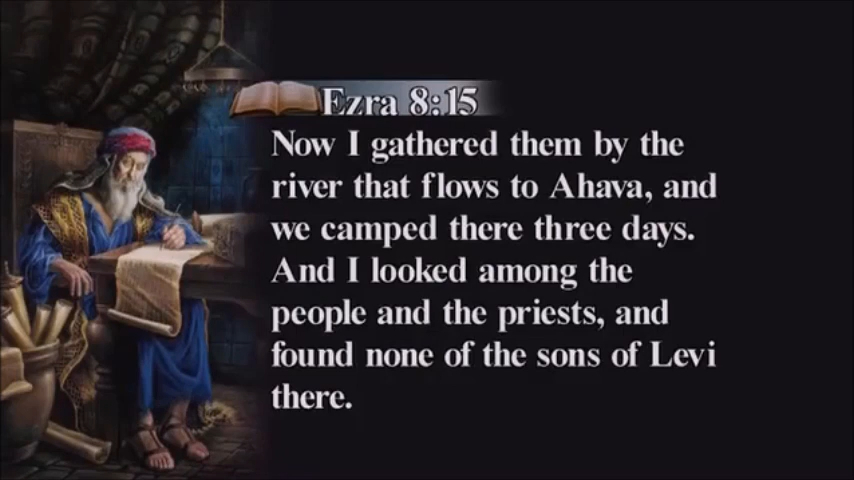 Ezra 8:15
Now I gathered them by the
river that flows to Ahava, and
we camped there three days.
And I looked among the
people and the priests, and
found none of the sons of Levi
there.